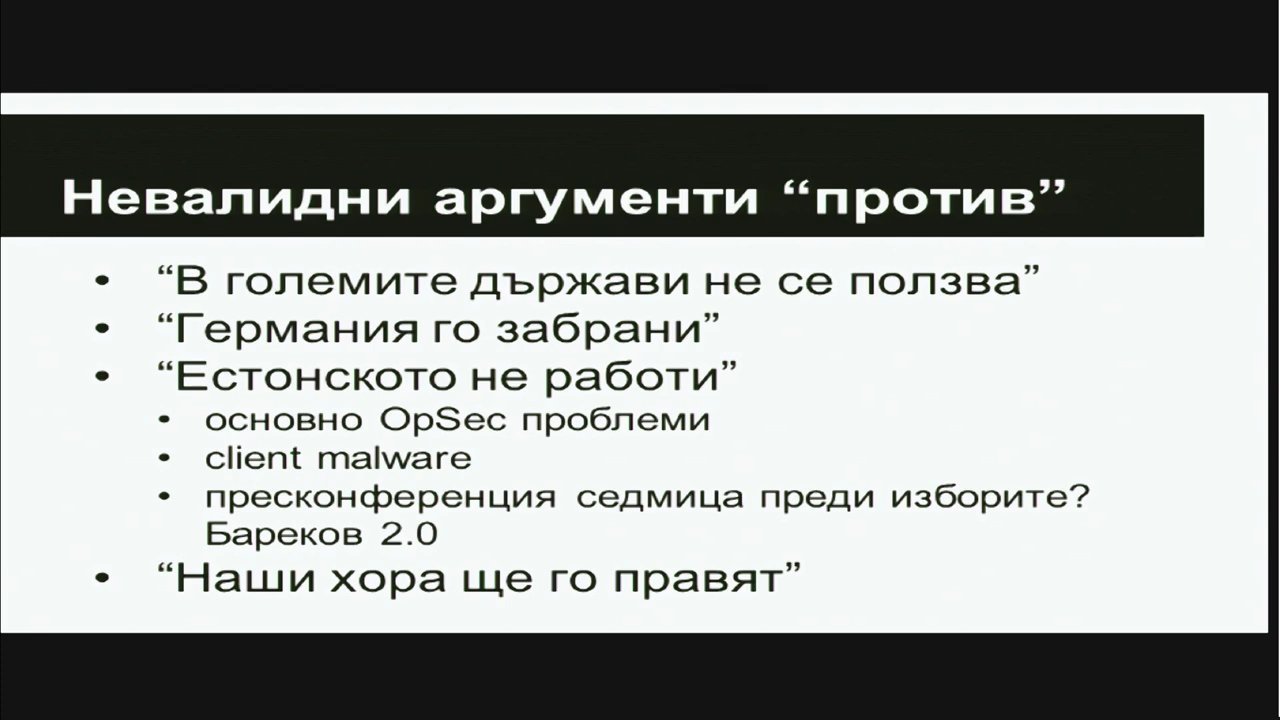 Невалидни аргументи “против”
• “В големите държави не се ползва”
• “Германия го забрани”
• “Естонското не работи”
• основно OpSec проблеми
• client malware
• пресконференция седмица преди изборите?
Бареков 2.0
• “Наши хора ще го правят”